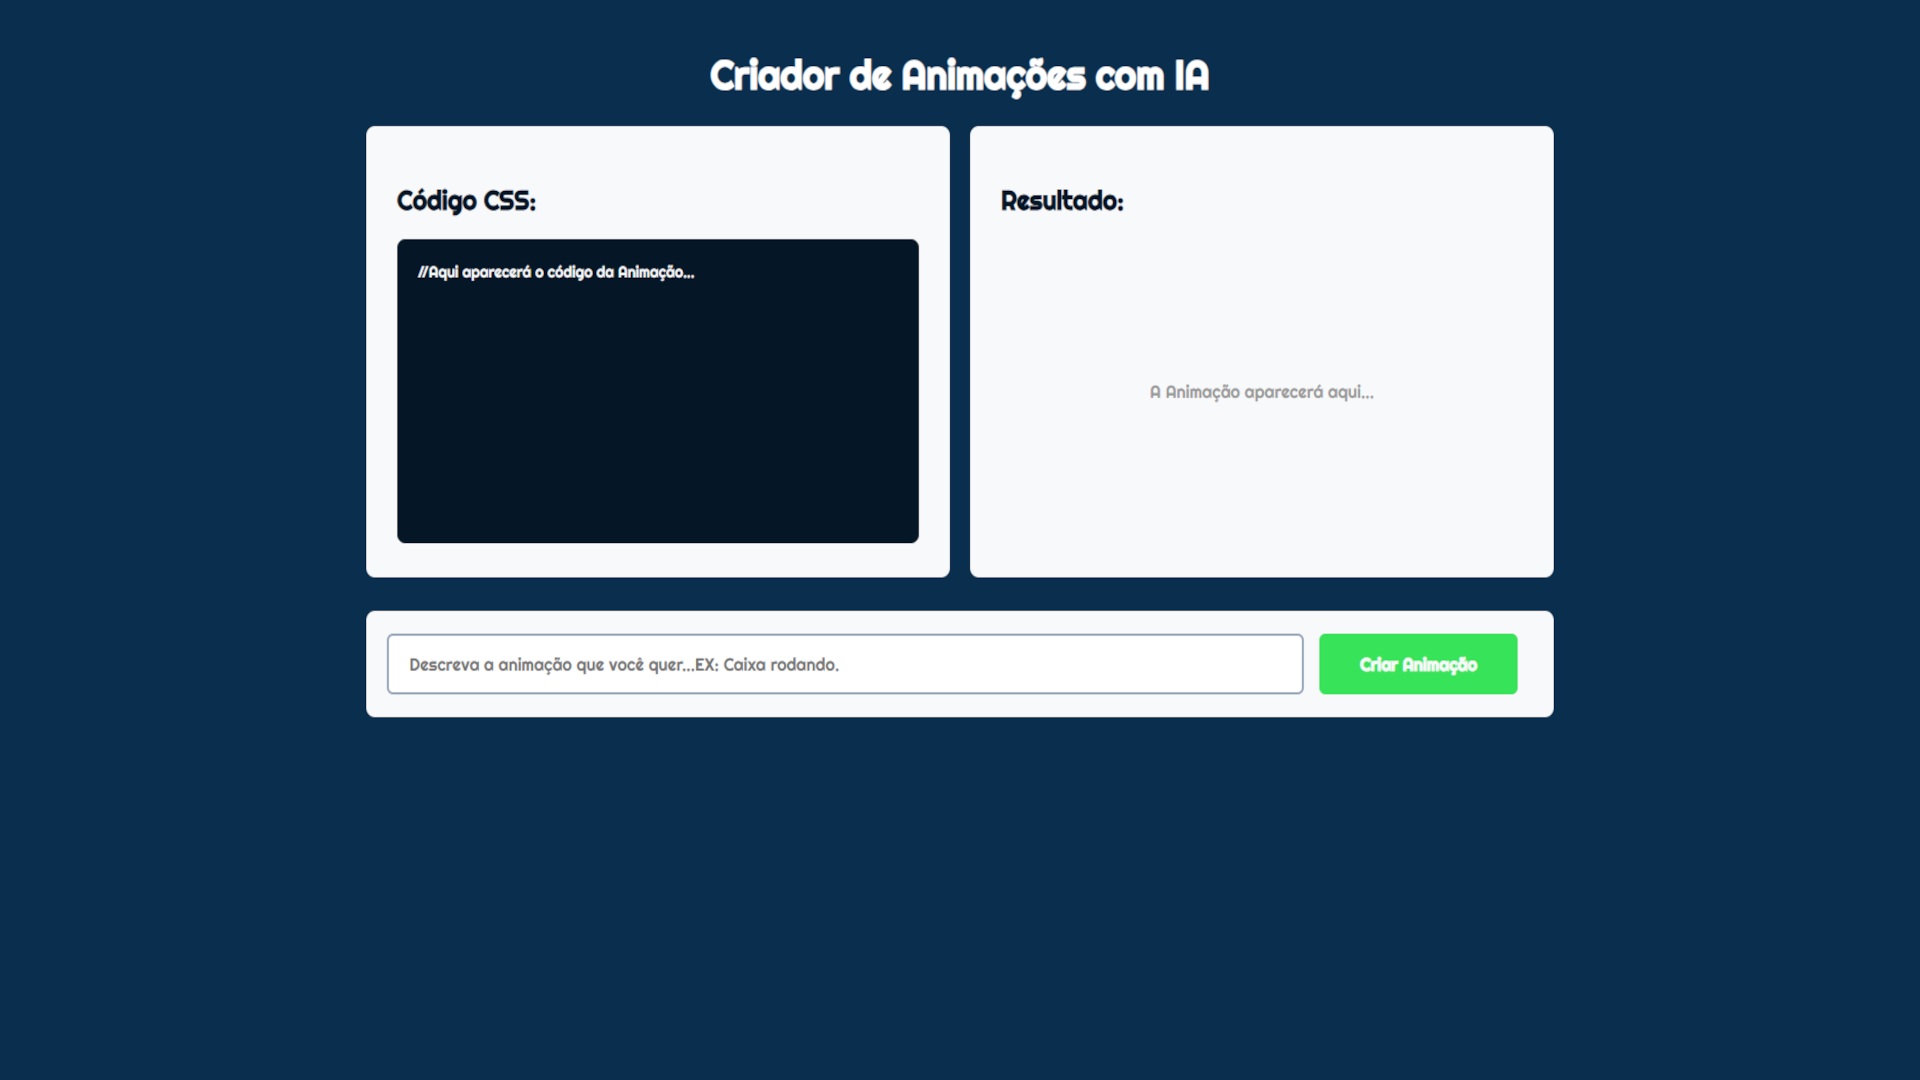 Criador de Animações com IA
Código CSS:
//Aqui aparecerá o código da Animação...
Resultado:
A Animação aparecerá aqui...
Descreva a animação que você quer...EX: Caixa rodando.
Criar Animação